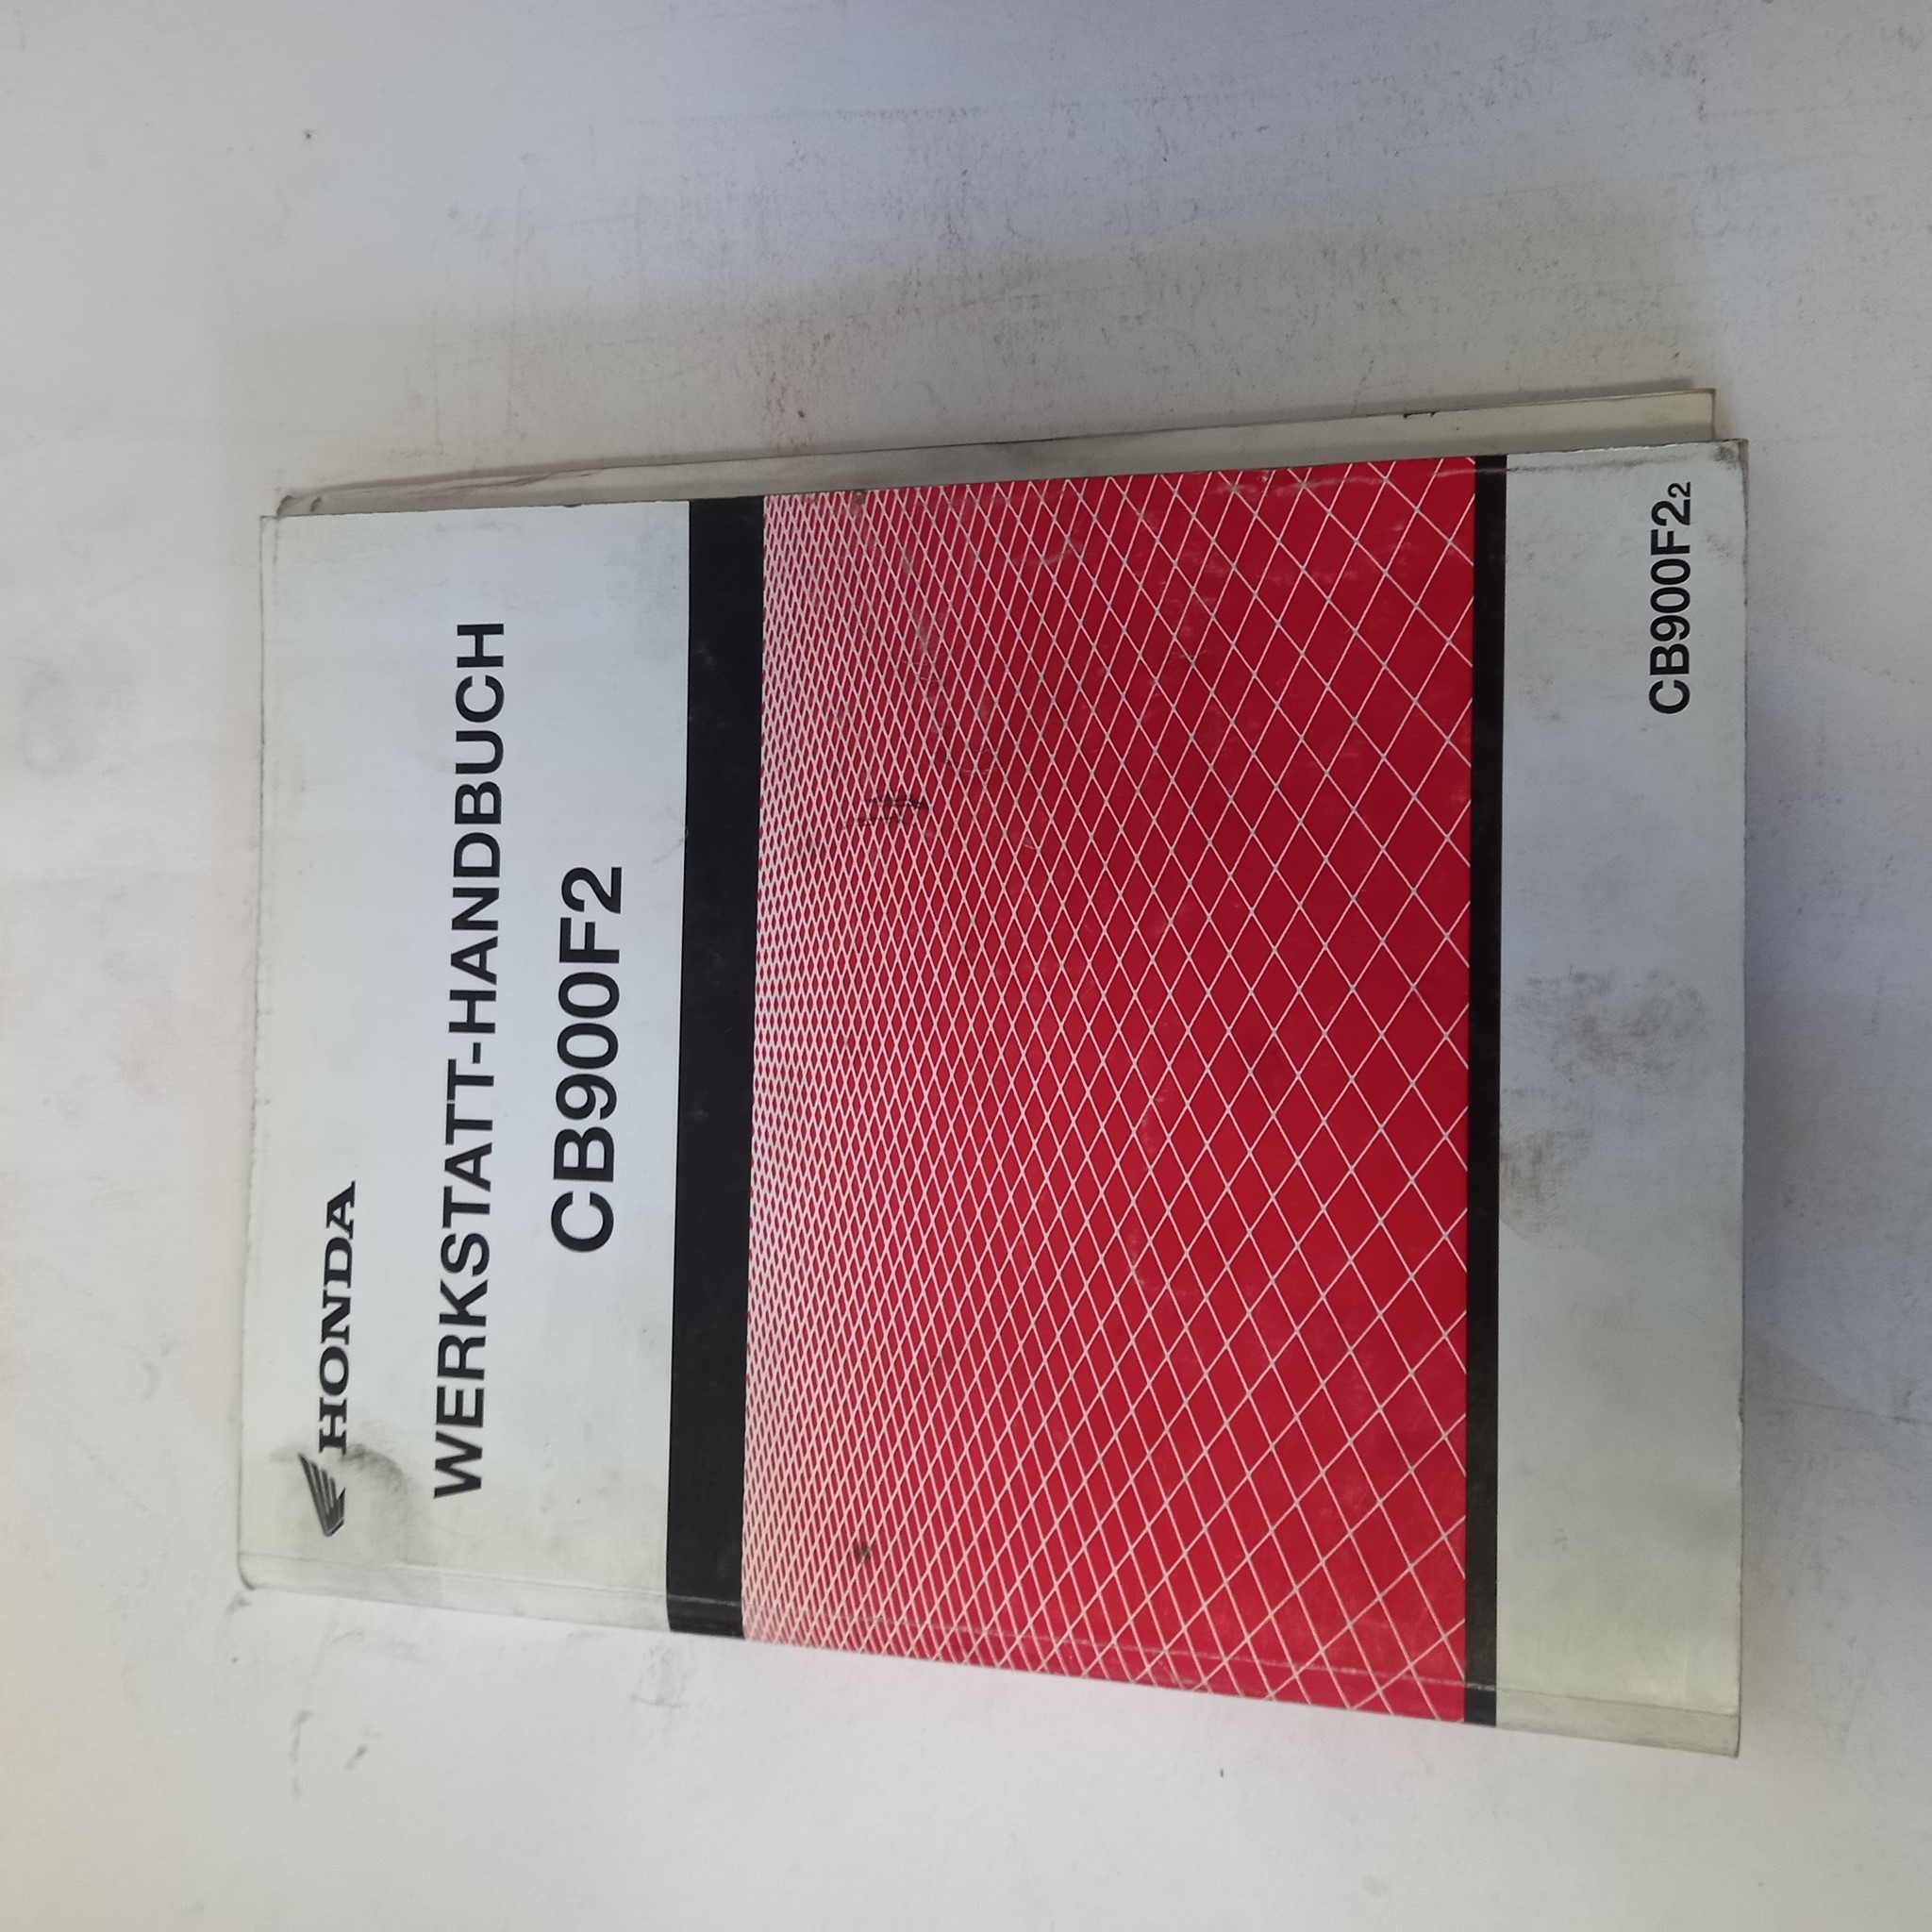 HONDA
WERKSTATT-HANDBUCH
CB900F2
CB900F22